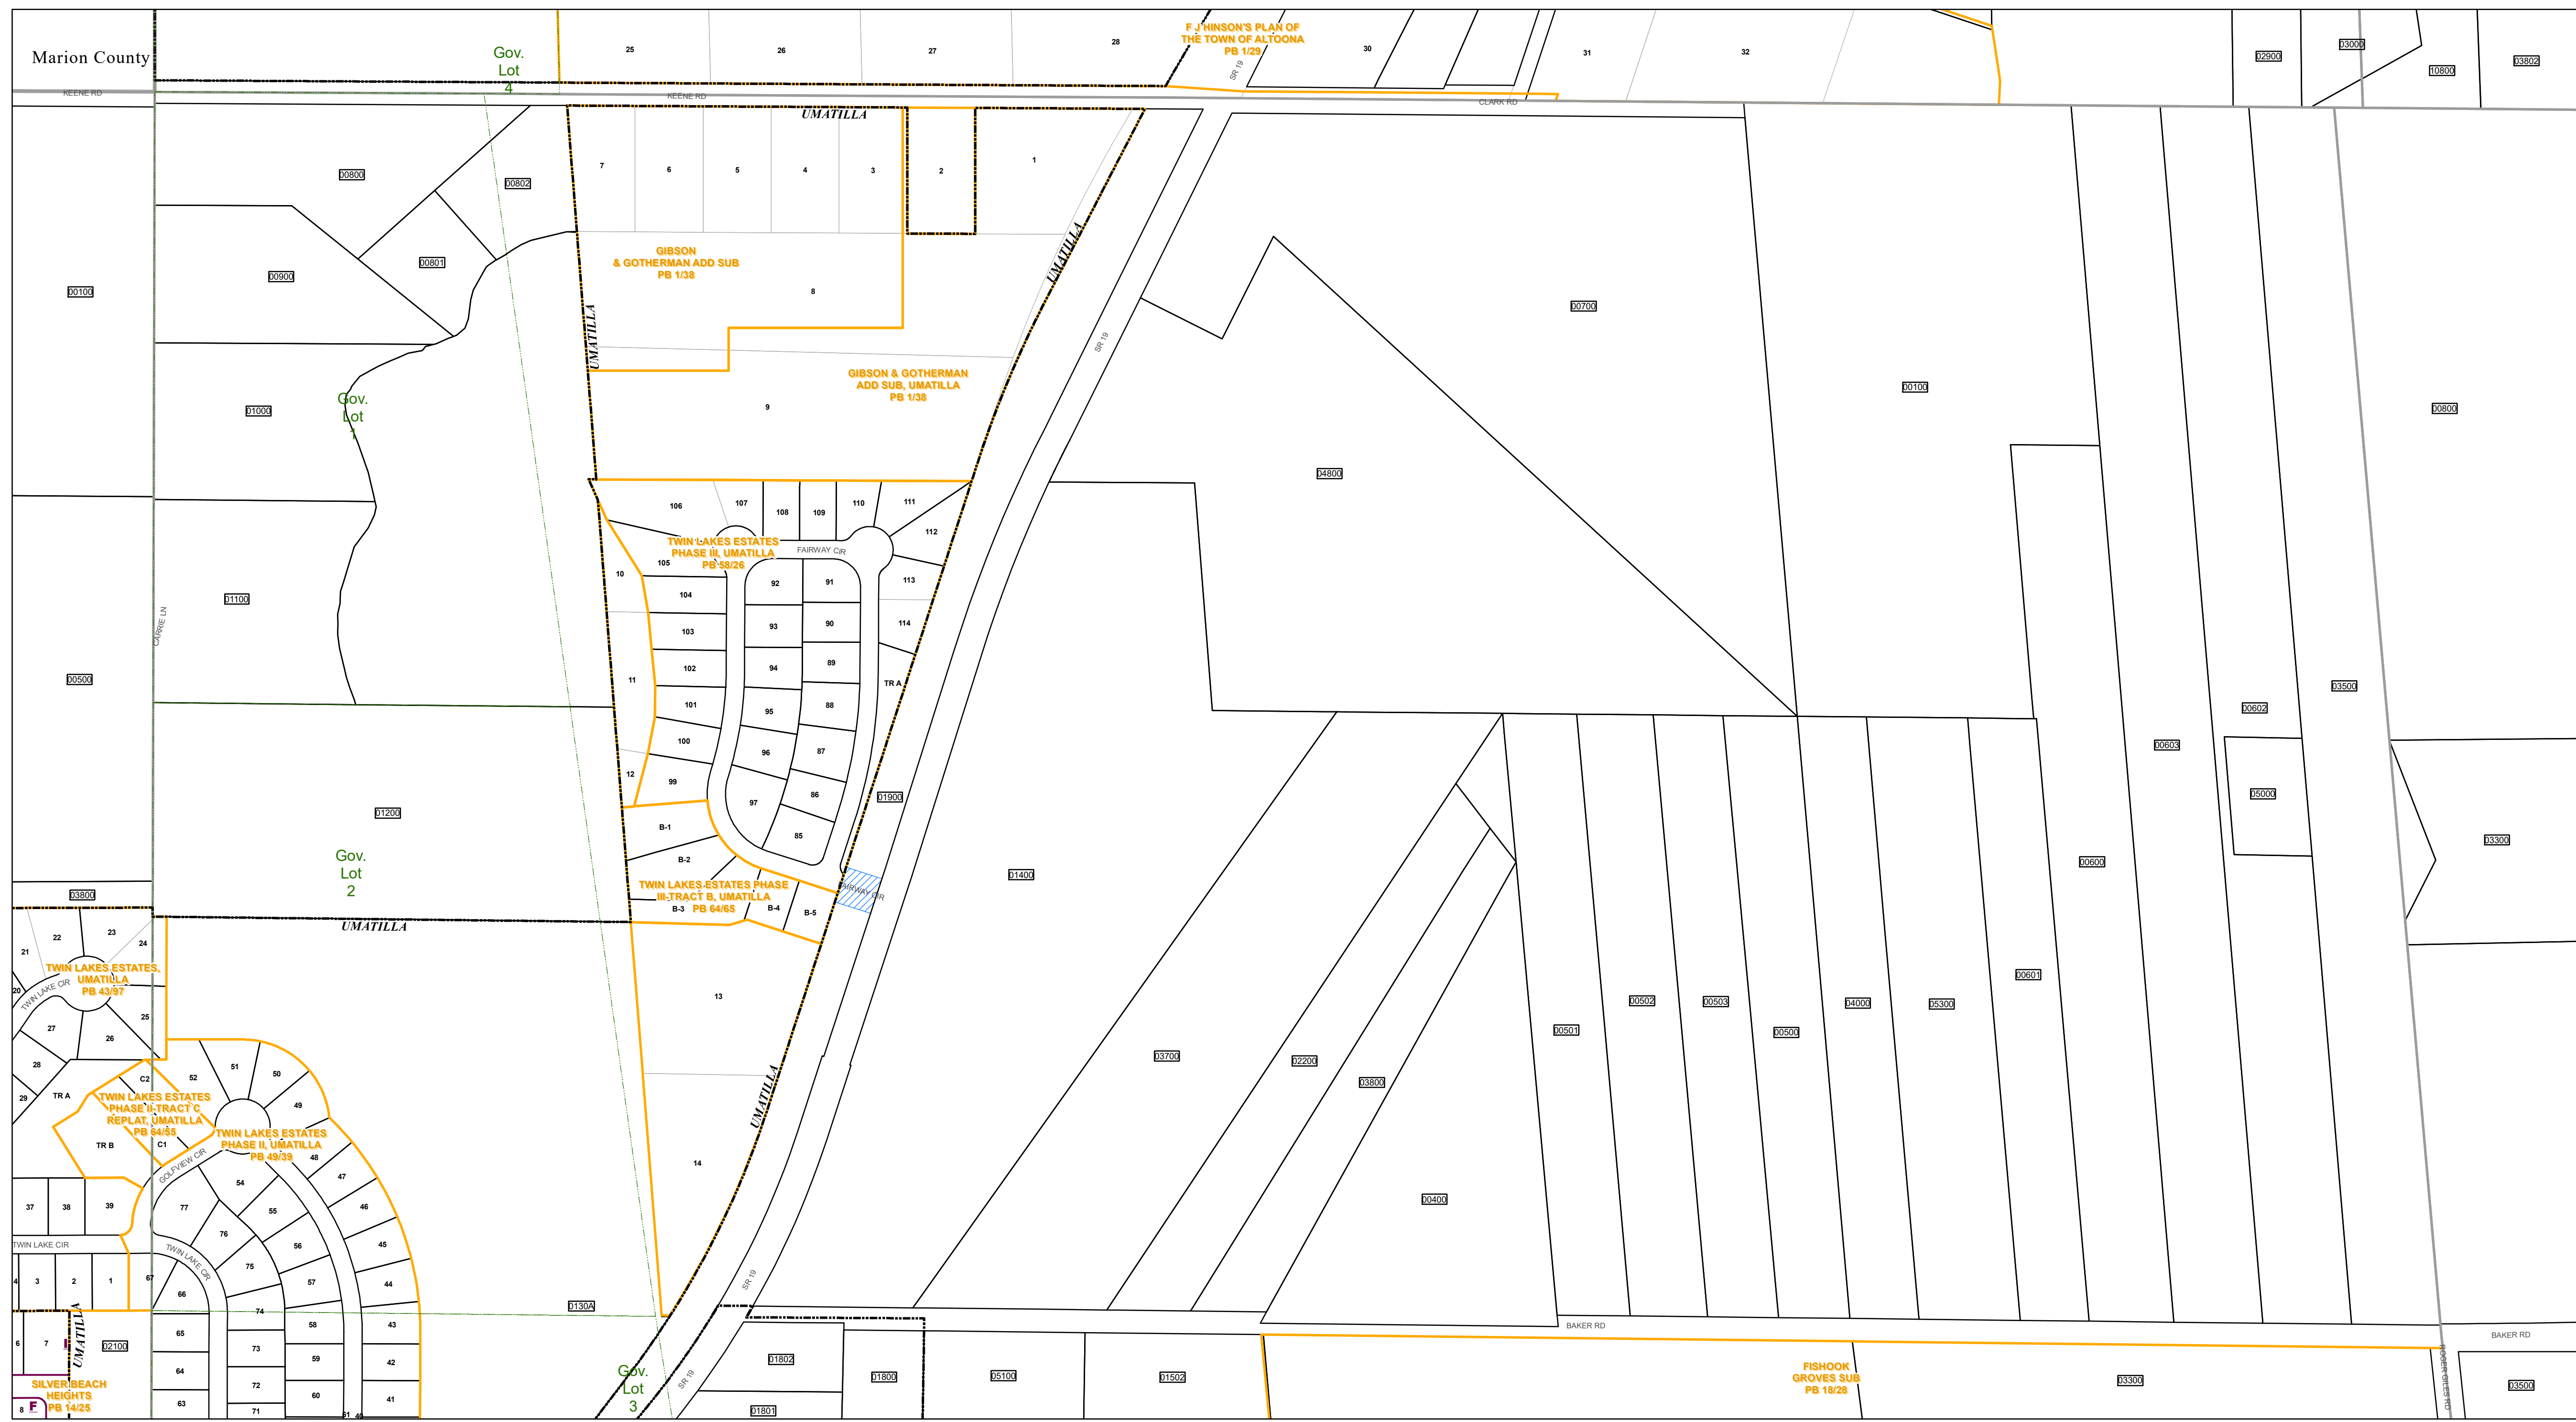 Marion County
Gov.
Lot
4
25
26
27
28
F J HINSON'S PLAN OF
THE TOWN OF ALTOONA
PB 1/29
SR 19
30
31
32
02900
03000
10800
03802
KEENE RD
KEENE RD
CLARK RD
UMATILLA
00800
00802
7
6
5
4
3
2
1
00801
00900
00100
GIBSON
& GOTHERMAN ADD SUB
PB 1/38
8
UMATILLA
UMATILLA
SR 19
00700
00100
00800
GIBSON & GOTHERMAN
ADD SUB, UMATILLA
PB 1/38
9
01000
Gov.
Lot
1
04800
106
107
108
109
110
111
112
TWIN LAKES ESTATES
PHASE III, UMATILLA
PB 58/26
FAIRWAY CIR
105
10
92
91
113
104
01100
CARRIE LN
103
93
90
114
102
94
89
11
TR A
00500
101
95
88
100
96
87
12
99
97
86
01900
85
03500
00602
00603
05000
03300
01200
B-1
B-2
Gov.
Lot
2
TWIN LAKES ESTATES PHASE
III-TRACT B, UMATILLA
PB 64/65
B-3
B-4
B-5
01400
00600
03800
UMATILLA
21
22
23
24
TWIN LAKES ESTATES,
UMATILLA
PB 43/97
20
TWIN LAKE CIR
25
27
26
28
29
13
00601
00502
00503
00500
04000
05300
00501
03700
02200
03800
C2
52
51
50
49
TR A
TWIN LAKES ESTATES
PHASE II-TRACT C
REPLAT, UMATILLA
PB 64/55
TR B
C1
TWIN LAKES ESTATES
PHASE II, UMATILLA
PB 49/39
UMATILLA
GOLFVIEW CIR
48
47
14
00400
54
77
55
46
37
38
39
76
56
45
TWIN LAKE CIR
TWIN LAKE CIR
75
57
44
4
3
2
1
67
66
74
SR 19
0130A
6
7
UMATILLA
02100
65
58
43
64
73
59
42
72
60
41
63
71
61
40
BAKER RD
BAKER RD
SILVER BEACH
HEIGHTS
PB 14/25
8
F
Gov.
Lot
3
SR 19
01802
01801
01800
05100
01502
FISHOOK
GROVES SUB
PB 18/28
03300
ROGER GILES RD
03500